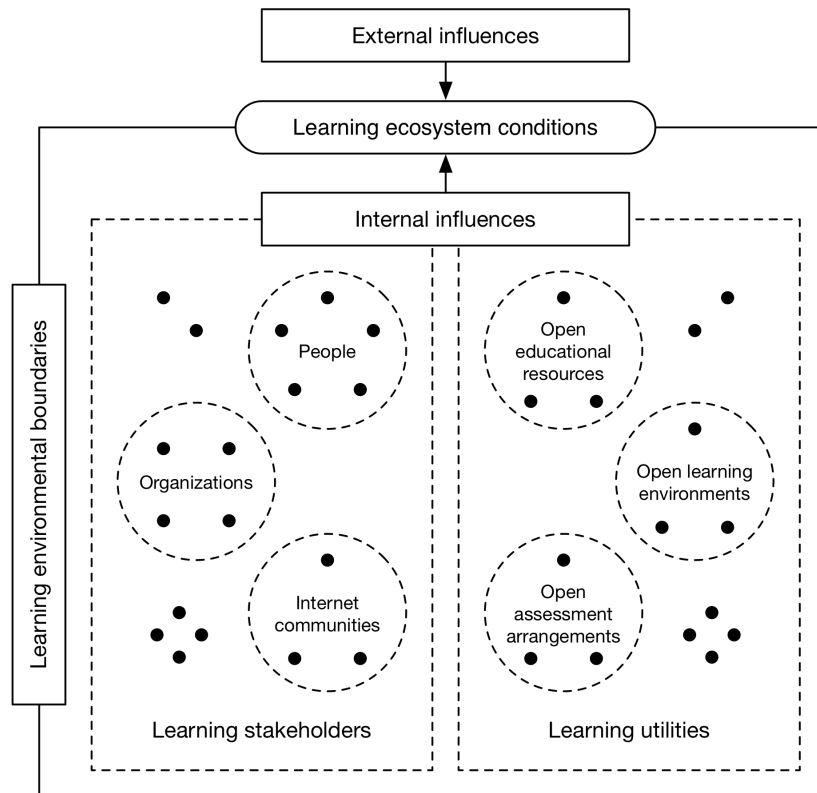 External influences
Learning ecosystem conditions
Internal influences
Learning environmental boundaries
People
Organizations
Internet
communities
Learning stakeholders
Open
educational
resources
Open learning
environments
Open
assessment
arrangements
Learning utilities